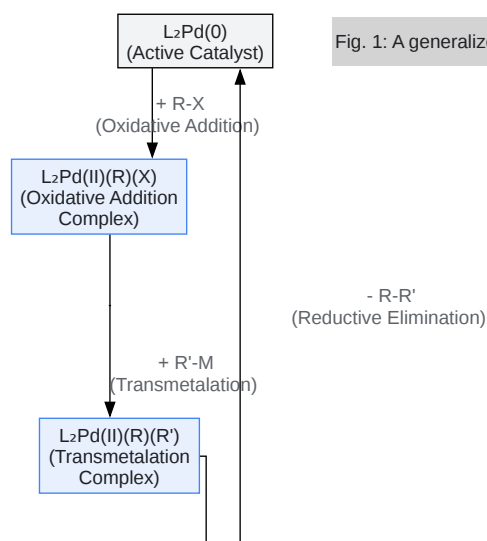 L₂Pd(0)
(Active Catalyst)
Fig. 1: A generalize
+ R-X
(Oxidative Addition)
L₂Pd(II)(R)(X)
(Oxidative Addition
Complex)
- R-R'
(Reductive Elimination)
+ R'-M
(Transmetalation)
L₂Pd(II)(R)(R')
(Transmetalation
Complex)